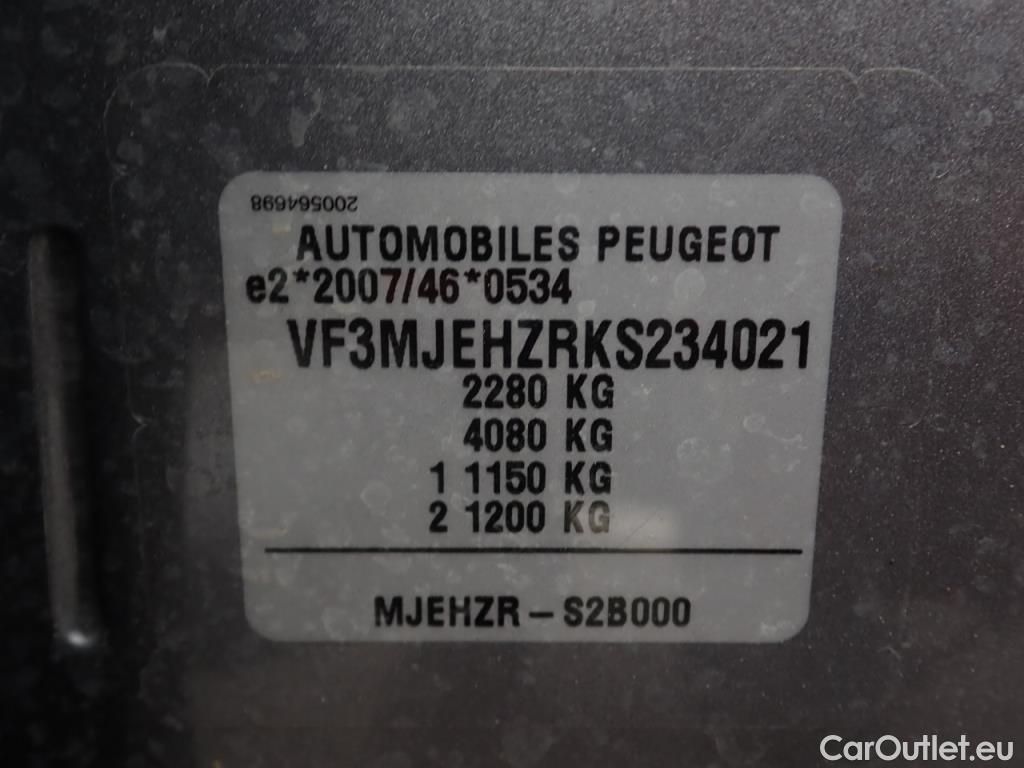 200564698
AUTOMOBILES PEUGEOT
e2*2007/46*0534
VF3MJEHZRKS234021
2280 KG
4080 KG
1 1150 KG
2 1200 KG
MJEHZR – S2B000
CarOutlet.eu